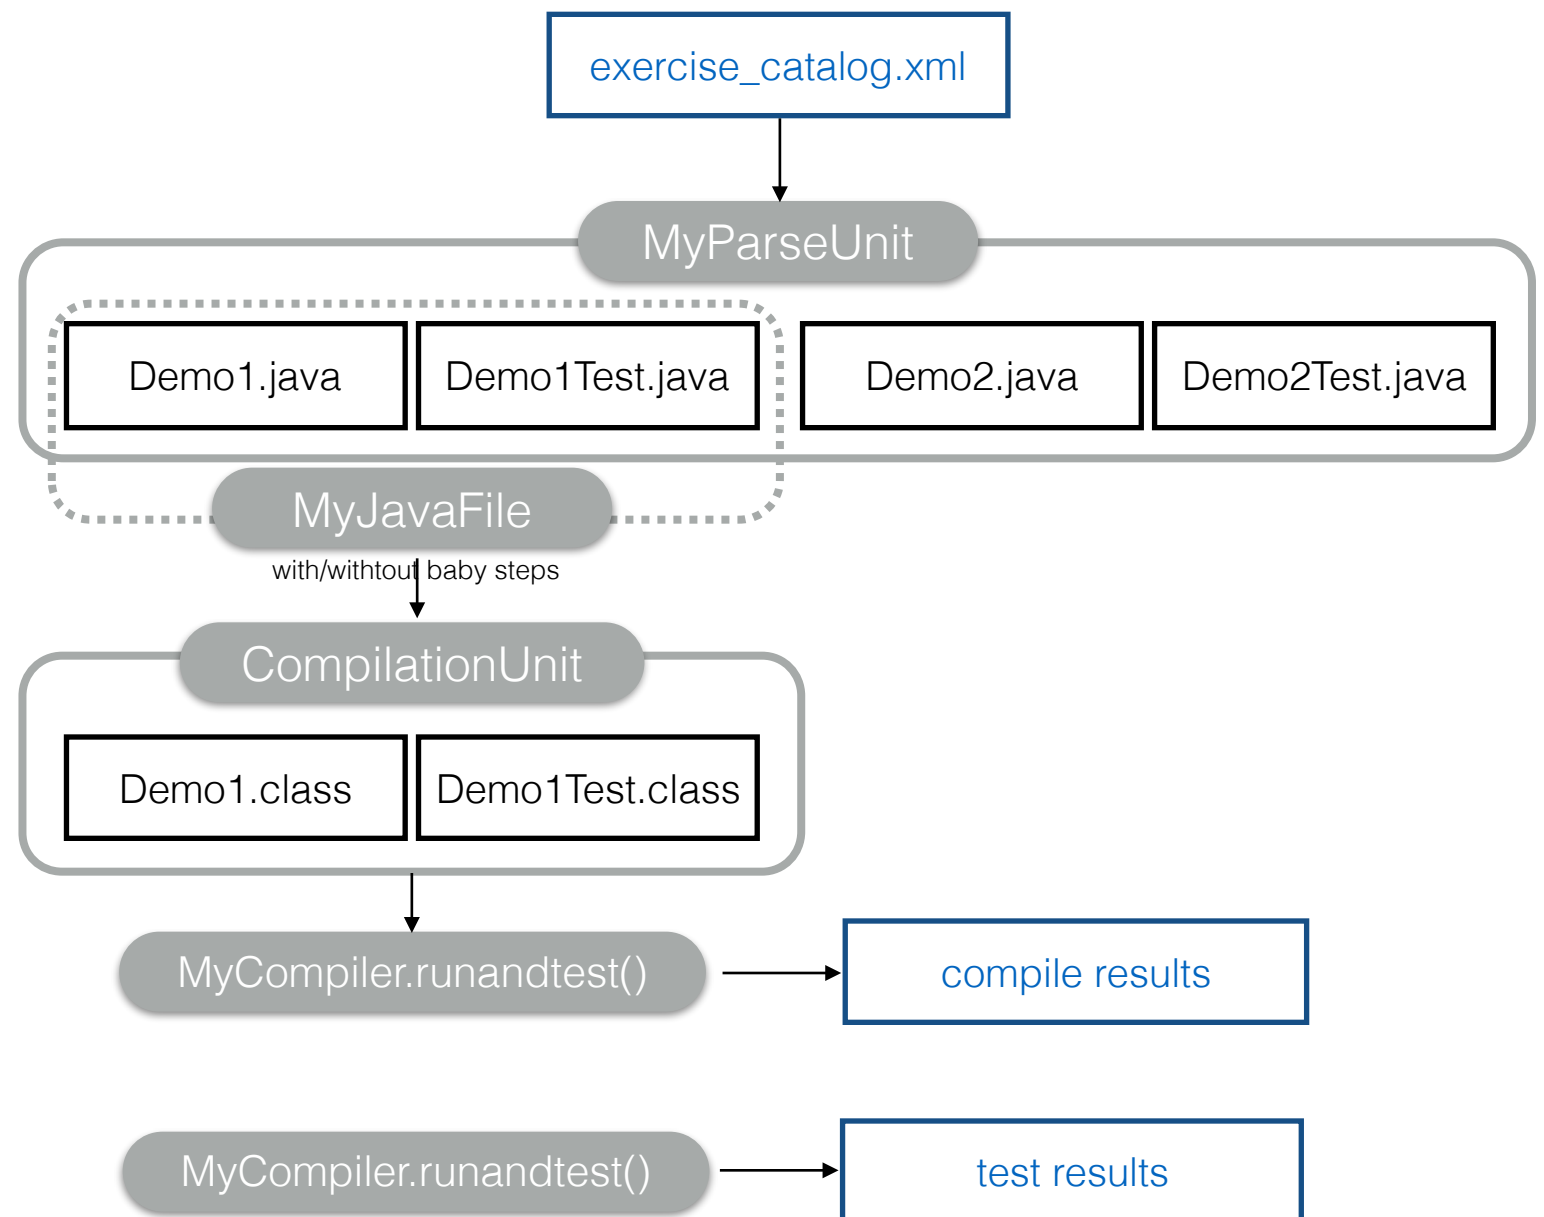 exercise_catalog.xml
MyParseUnit
Demo1.java
Demo1Test.java
Demo2.java
Demo2Test.java
MyJavaFile
with/withtout baby steps
CompilationUnit
Demo1.class
Demo1Test.class
MyCompiler.runandtest()
compile results
MyCompiler.runandtest()
test results